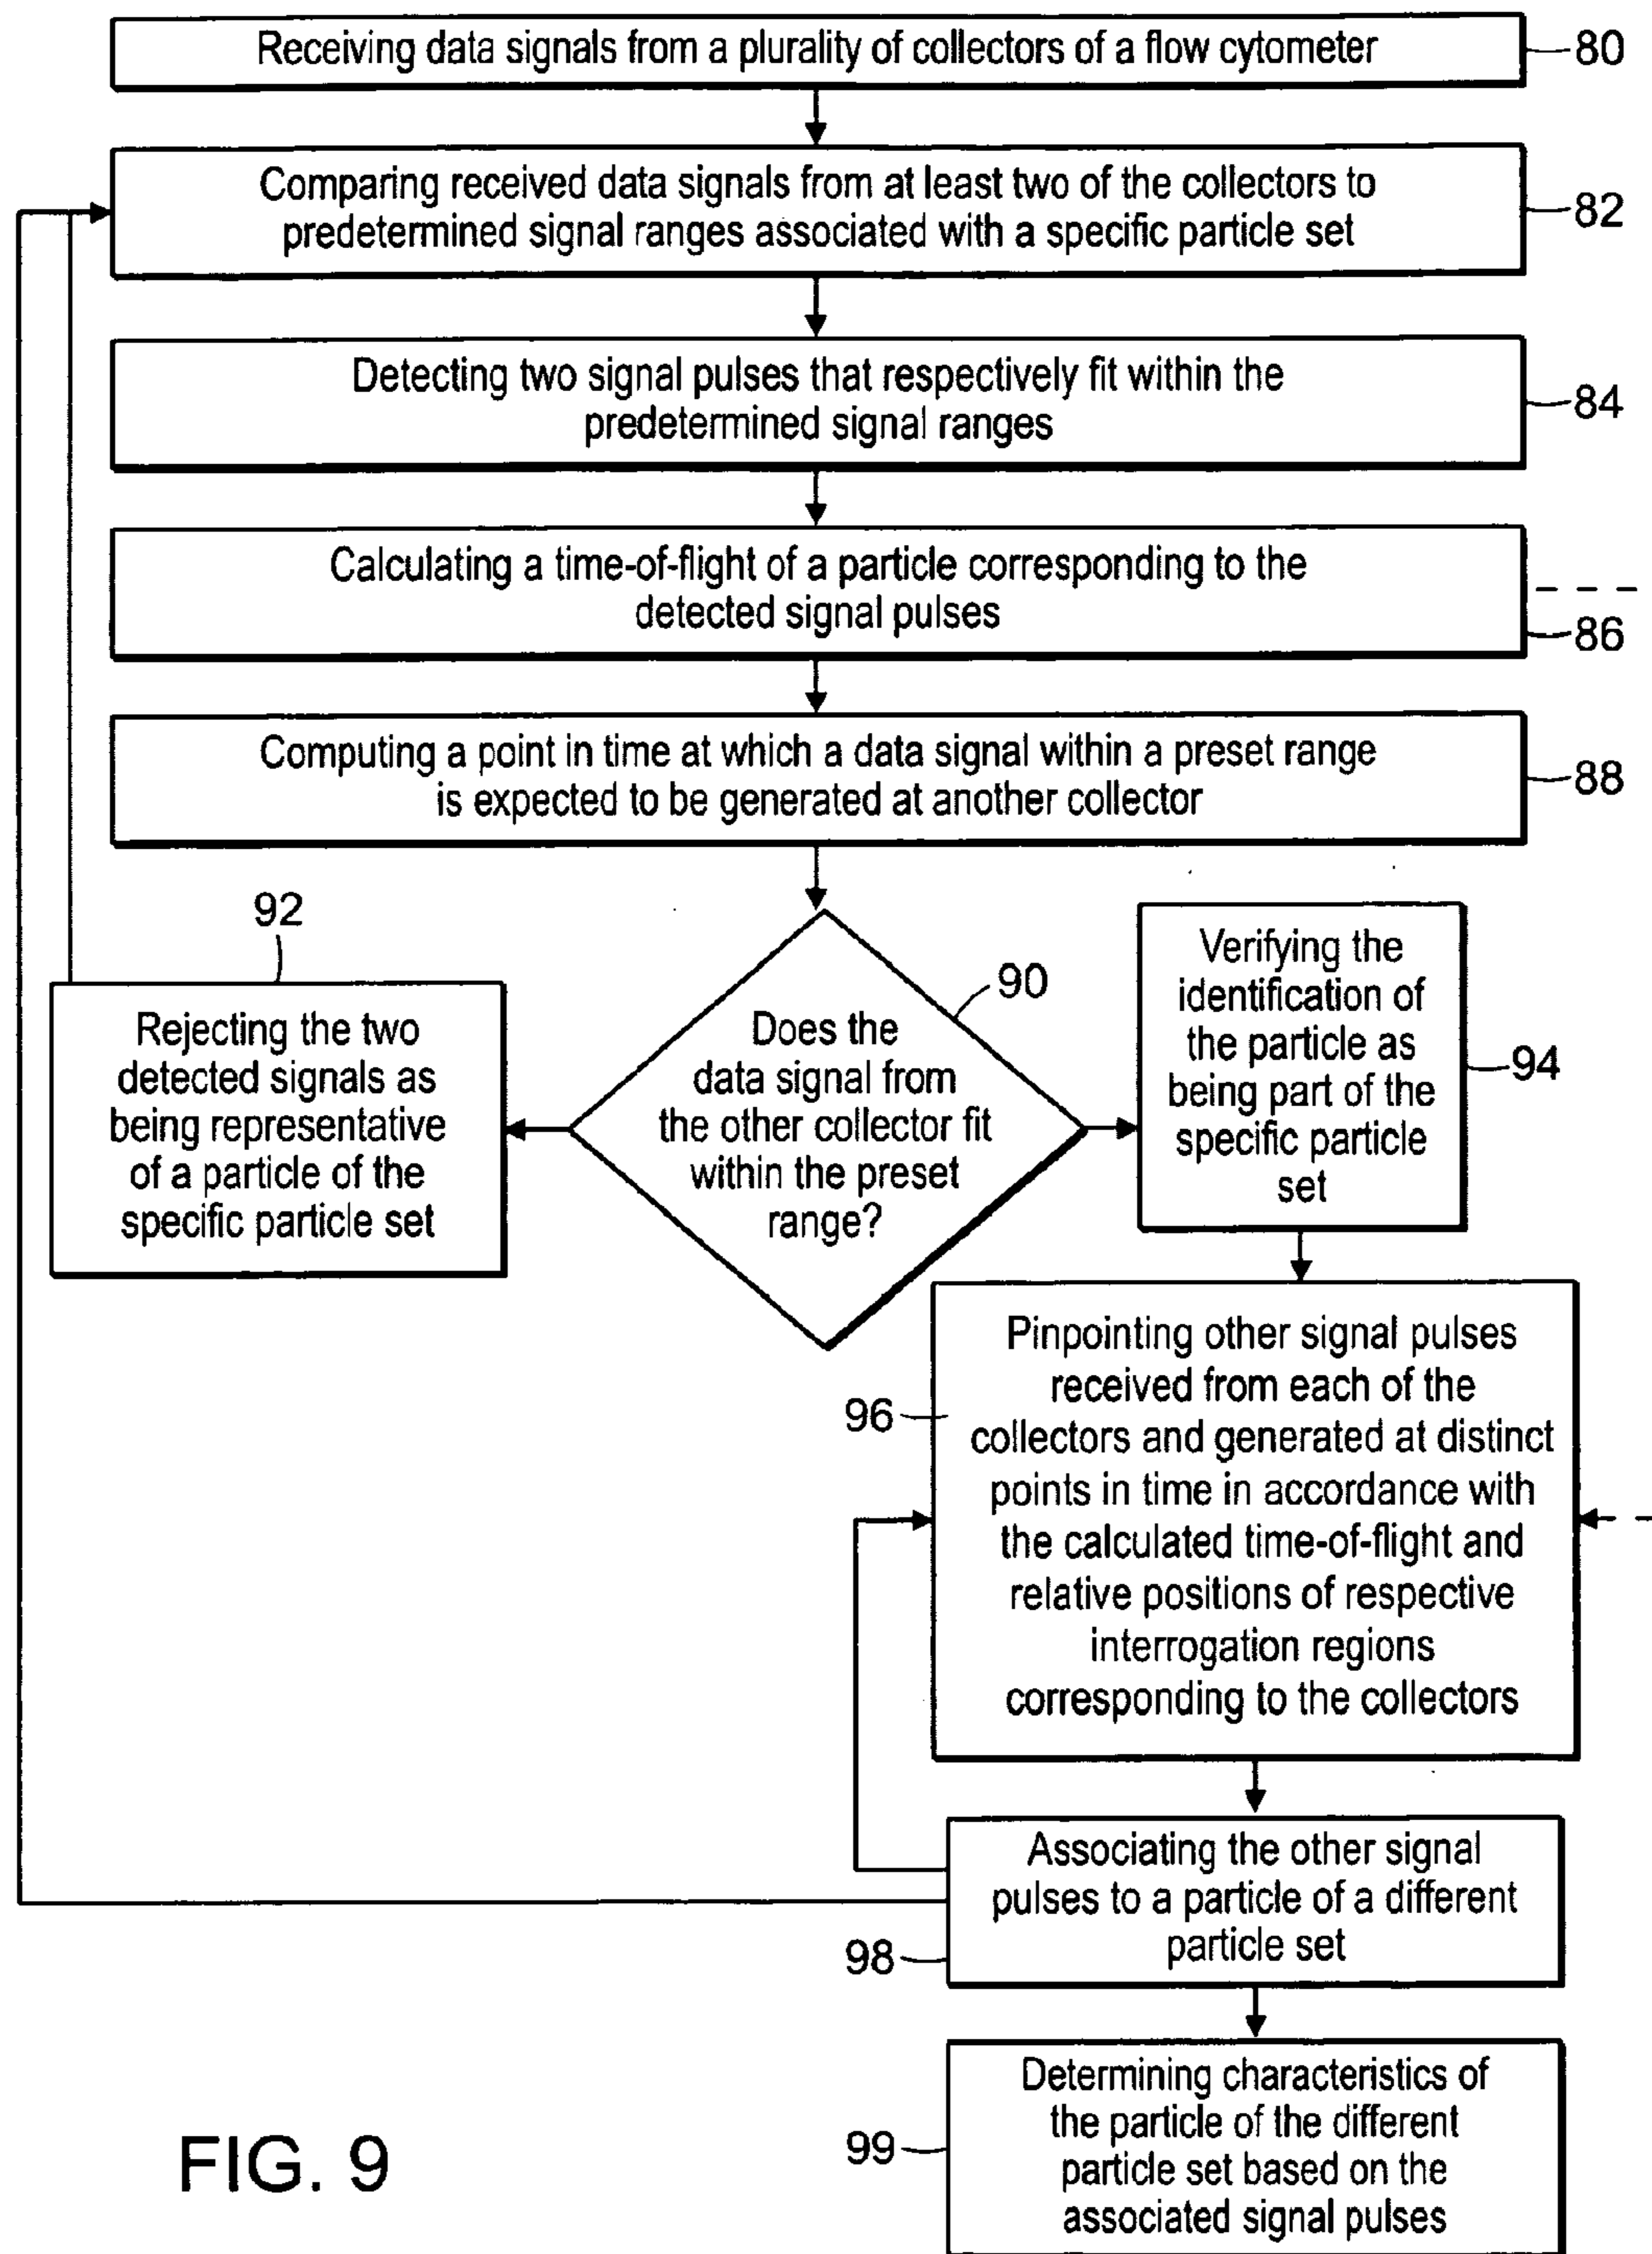 Receiving data signals from a plurality of collectors of a flow cytometer
80
Comparing received data signals from at least two of the collectors to
predetermined signal ranges associated with a specific particle set
82
Detecting two signal pulses that respectively fit within the
predetermined signal ranges
84
Calculating a time-of-flight of a particle corresponding to the
detected signal pulses
86
Computing a point in time at which a data signal within a preset range
is expected to be generated at another collector
88
92
Rejecting the two
detected signals as
being representative
of a particle of the
specific particle set
90
Does the
data signal from
the other collector fit
within the preset
range?
Verifying the
identification of
the particle as
being part of the
specific particle
set
94
96
Pinpointing other signal pulses
received from each of the
collectors and generated at distinct
points in time in accordance with
the calculated time-of-flight and
relative positions of respective
interrogation regions
corresponding to the collectors
Associating the other signal
pulses to a particle of a different
particle set
98
Determining characteristics of
the particle of the different
particle set based on the
associated signal pulses
99
FIG. 9